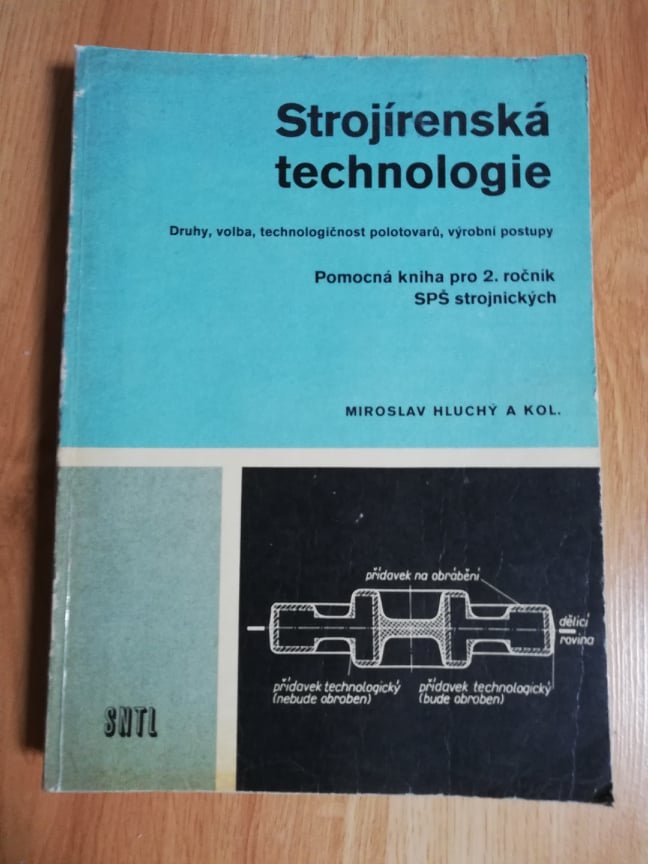 Strojírenská
technologie
Druhy, volba, technologičnost polotovarů, výrobní postupy
Pomocná kniha pro 2. ročník
SPŠ strojnických
MIROSLAV HLUCHÝ A KOL.
přídavek na obrábění
dělicí
rovina
přídavek technologický
(nebude obroben)
přídavek technologický
(bude obroben)
SNTL